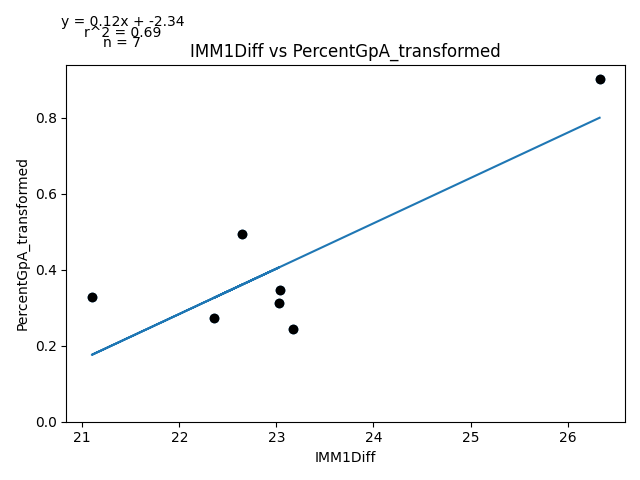 y = 0.12x + -2.34
r^2 = 0.69
n = 7
IMM1Diff vs PercentGpA_transformed
PercentGpA_transformed
0.8
0.6
0.4
0.2
0.0
21 22 23 24 25 26
IMM1Diff